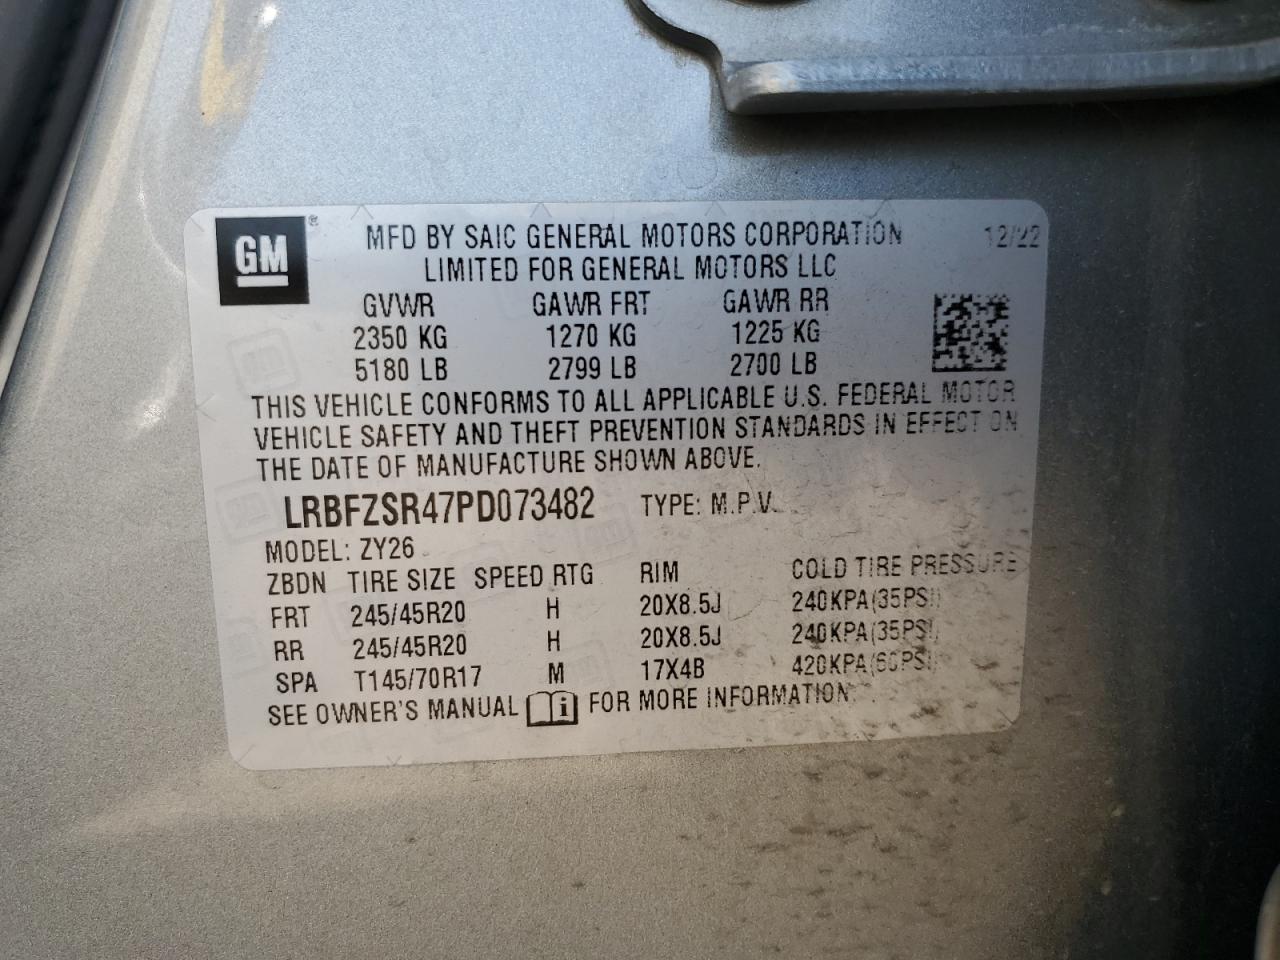 GM ® MFD BY SAIC GENERAL MOTORS CORPORATION 12/22
LIMITED FOR GENERAL MOTORS LLC
GVWR GAWR FRT GAWR RR
2350 KG 1270 KG 1225 KG
5180 LB 2799 LB 2700 LB
THIS VEHICLE CONFORMS TO ALL APPLICABLE U.S. FEDERAL MOTOR
VEHICLE SAFETY AND THEFT PREVENTION STANDARDS IN EFFECT ON
THE DATE OF MANUFACTURE SHOWN ABOVE.
LRBFZSR47PD073482 TYPE: M.P.V.
MODEL: ZY26
ZBDN TIRE SIZE SPEED RTG RIM COLD TIRE PRESSURE
FRT 245/45R20 H 20X8.5J 240KPA(35PSI)
RR 245/45R20 H 20X8.5J 240KPA(35PSI)
SPA T145/70R17 M 17X4B 420KPA(60PSI)
SEE OWNER'S MANUAL i FOR MORE INFORMATION.